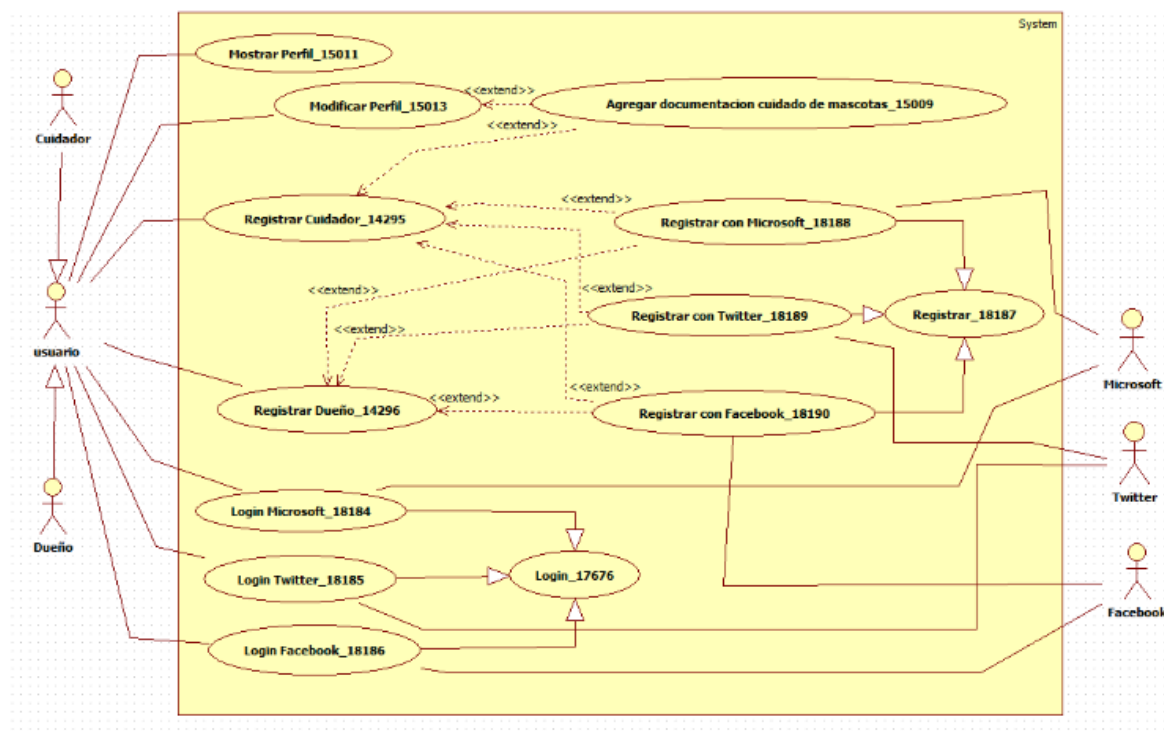 System
Mostrar Perfil_15011
Modificar Perfil_15013
<<extend>>
Agregar documentacion cuidado de mascotas_15009
<<extend>>
Cuidador
<<extend>>
Registrar Cuidador_14295
Registrar con Microsoft_18188
<<extend>>
<<extend>>
Registrar con Twitter_18189
Registrar_18187
<<extend>>
usuario
Microsoft
<<extend>>
<<extend>>
Registrar Dueño_14296
Registrar con Facebook_18190
Twitter
Login Microsoft_18184
Dueño
Login Twitter_18185
Login_17676
Facebook
Login Facebook_18186